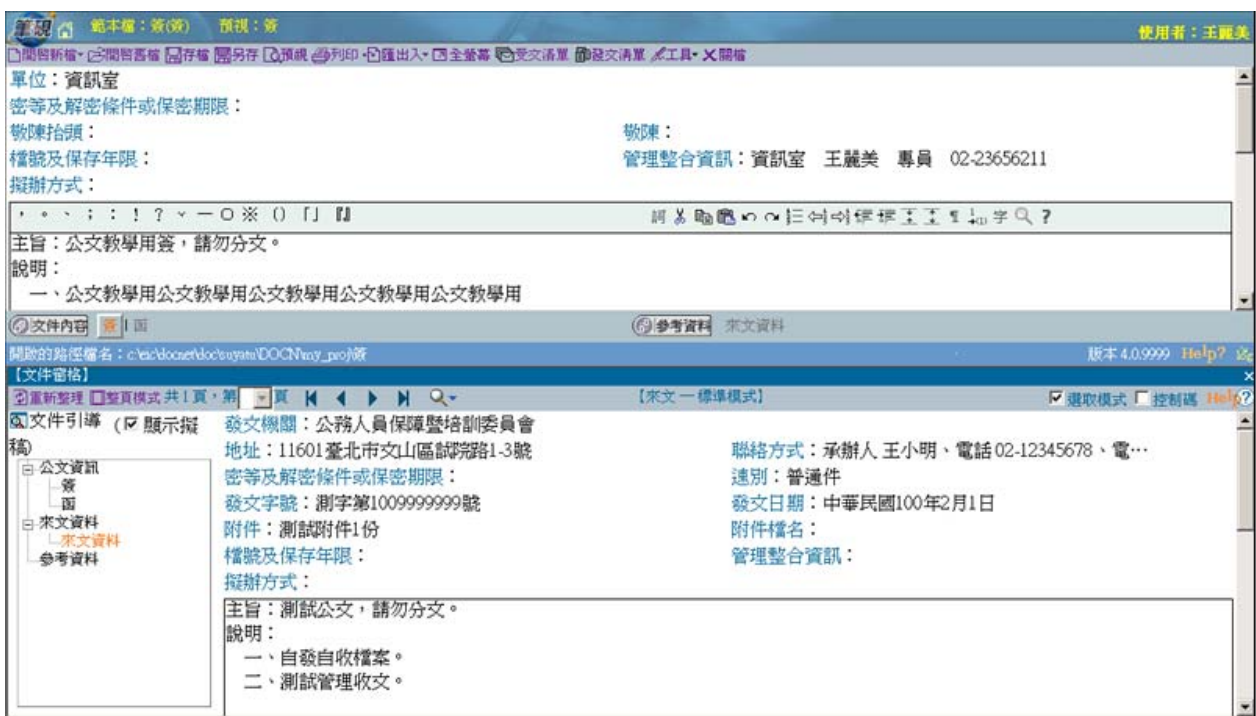 筆硯 範本檔：簽(簽) 預視：簽 使用者：王麗美
開啟新檔 開啟舊檔 存檔 另存 預視 列印 匯出入 全螢幕 受文清單 發文清單 工具 關檔
單位：資訊室
密等及解密條件或保密期限：
敬陳抬頭： 敬陳：
檔號及保存年限： 管理整合資訊：資訊室 王麗美 專員 02-23656211
擬辦方式：
，。、；：！？ˇ—○※（）「」『』 詞 字 ?
主旨：公文教學用簽，請勿分文。
說明：
一、公文教學用公文教學用公文教學用公文教學用公文教學用
文件內容 簽 函 參考資料 來文資料
開啟的路徑檔名：c:\eic\docnet\doc\suyatu\DOCN\my_proj\簽 版本 4.0.9999 Help?
【文件窗格】
重新整理 整頁模式 共1頁，第 頁 【來文 — 標準模式】 選取模式 控制碼 Help?
文件引導 (顯示擬稿)
公文資訊
簽
函
來文資料
來文資料
參考資料
發文機關：公務人員保障暨培訓委員會
地址：11601臺北市文山區試院路1-3號 聯絡方式：承辦人 王小明、電話 02-12345678、電…
密等及解密條件或保密期限： 速別：普通件
發文字號：測字第1009999999號 發文日期：中華民國100年2月1日
附件：測試附件1份 附件檔名：
檔號及保存年限： 管理整合資訊：
擬辦方式：
主旨：測試公文，請勿分文。
說明：
一、自發自收檔案。
二、測試管理收文。